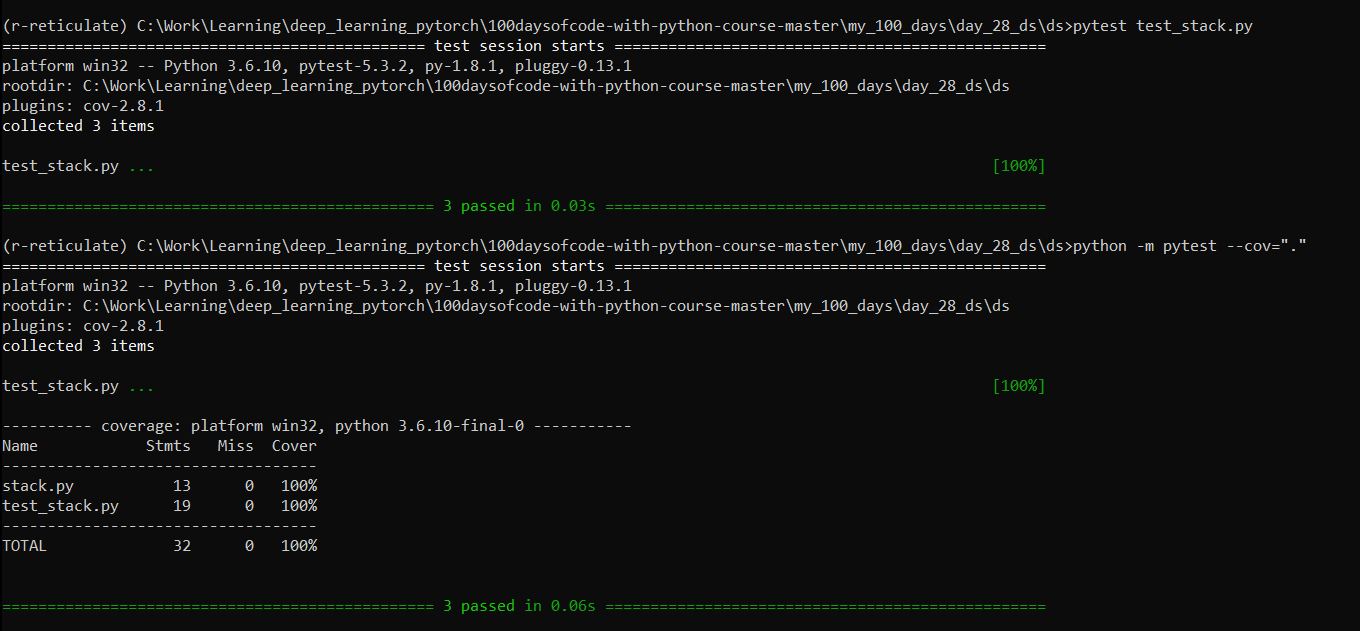 (r-reticulate) C:\Work\Learning\deep_learning_pytorch\100daysofcode-with-python-course-master\my_100_days\day_28_ds\ds>pytest test_stack.py
=============================================== test session starts ================================================
platform win32 -- Python 3.6.10, pytest-5.3.2, py-1.8.1, pluggy-0.13.1
rootdir: C:\Work\Learning\deep_learning_pytorch\100daysofcode-with-python-course-master\my_100_days\day_28_ds\ds
plugins: cov-2.8.1
collected 3 items
test_stack.py ... [100%]
================================================ 3 passed in 0.03s =================================================
(r-reticulate) C:\Work\Learning\deep_learning_pytorch\100daysofcode-with-python-course-master\my_100_days\day_28_ds\ds>python -m pytest --cov="."
=============================================== test session starts ================================================
platform win32 -- Python 3.6.10, pytest-5.3.2, py-1.8.1, pluggy-0.13.1
rootdir: C:\Work\Learning\deep_learning_pytorch\100daysofcode-with-python-course-master\my_100_days\day_28_ds\ds
plugins: cov-2.8.1
collected 3 items
test_stack.py ... [100%]
---------- coverage: platform win32, python 3.6.10-final-0 -----------
Name            Stmts   Miss  Cover
-----------------------------------
stack.py           13      0   100%
test_stack.py      19      0   100%
-----------------------------------
TOTAL              32      0   100%
================================================ 3 passed in 0.06s =================================================